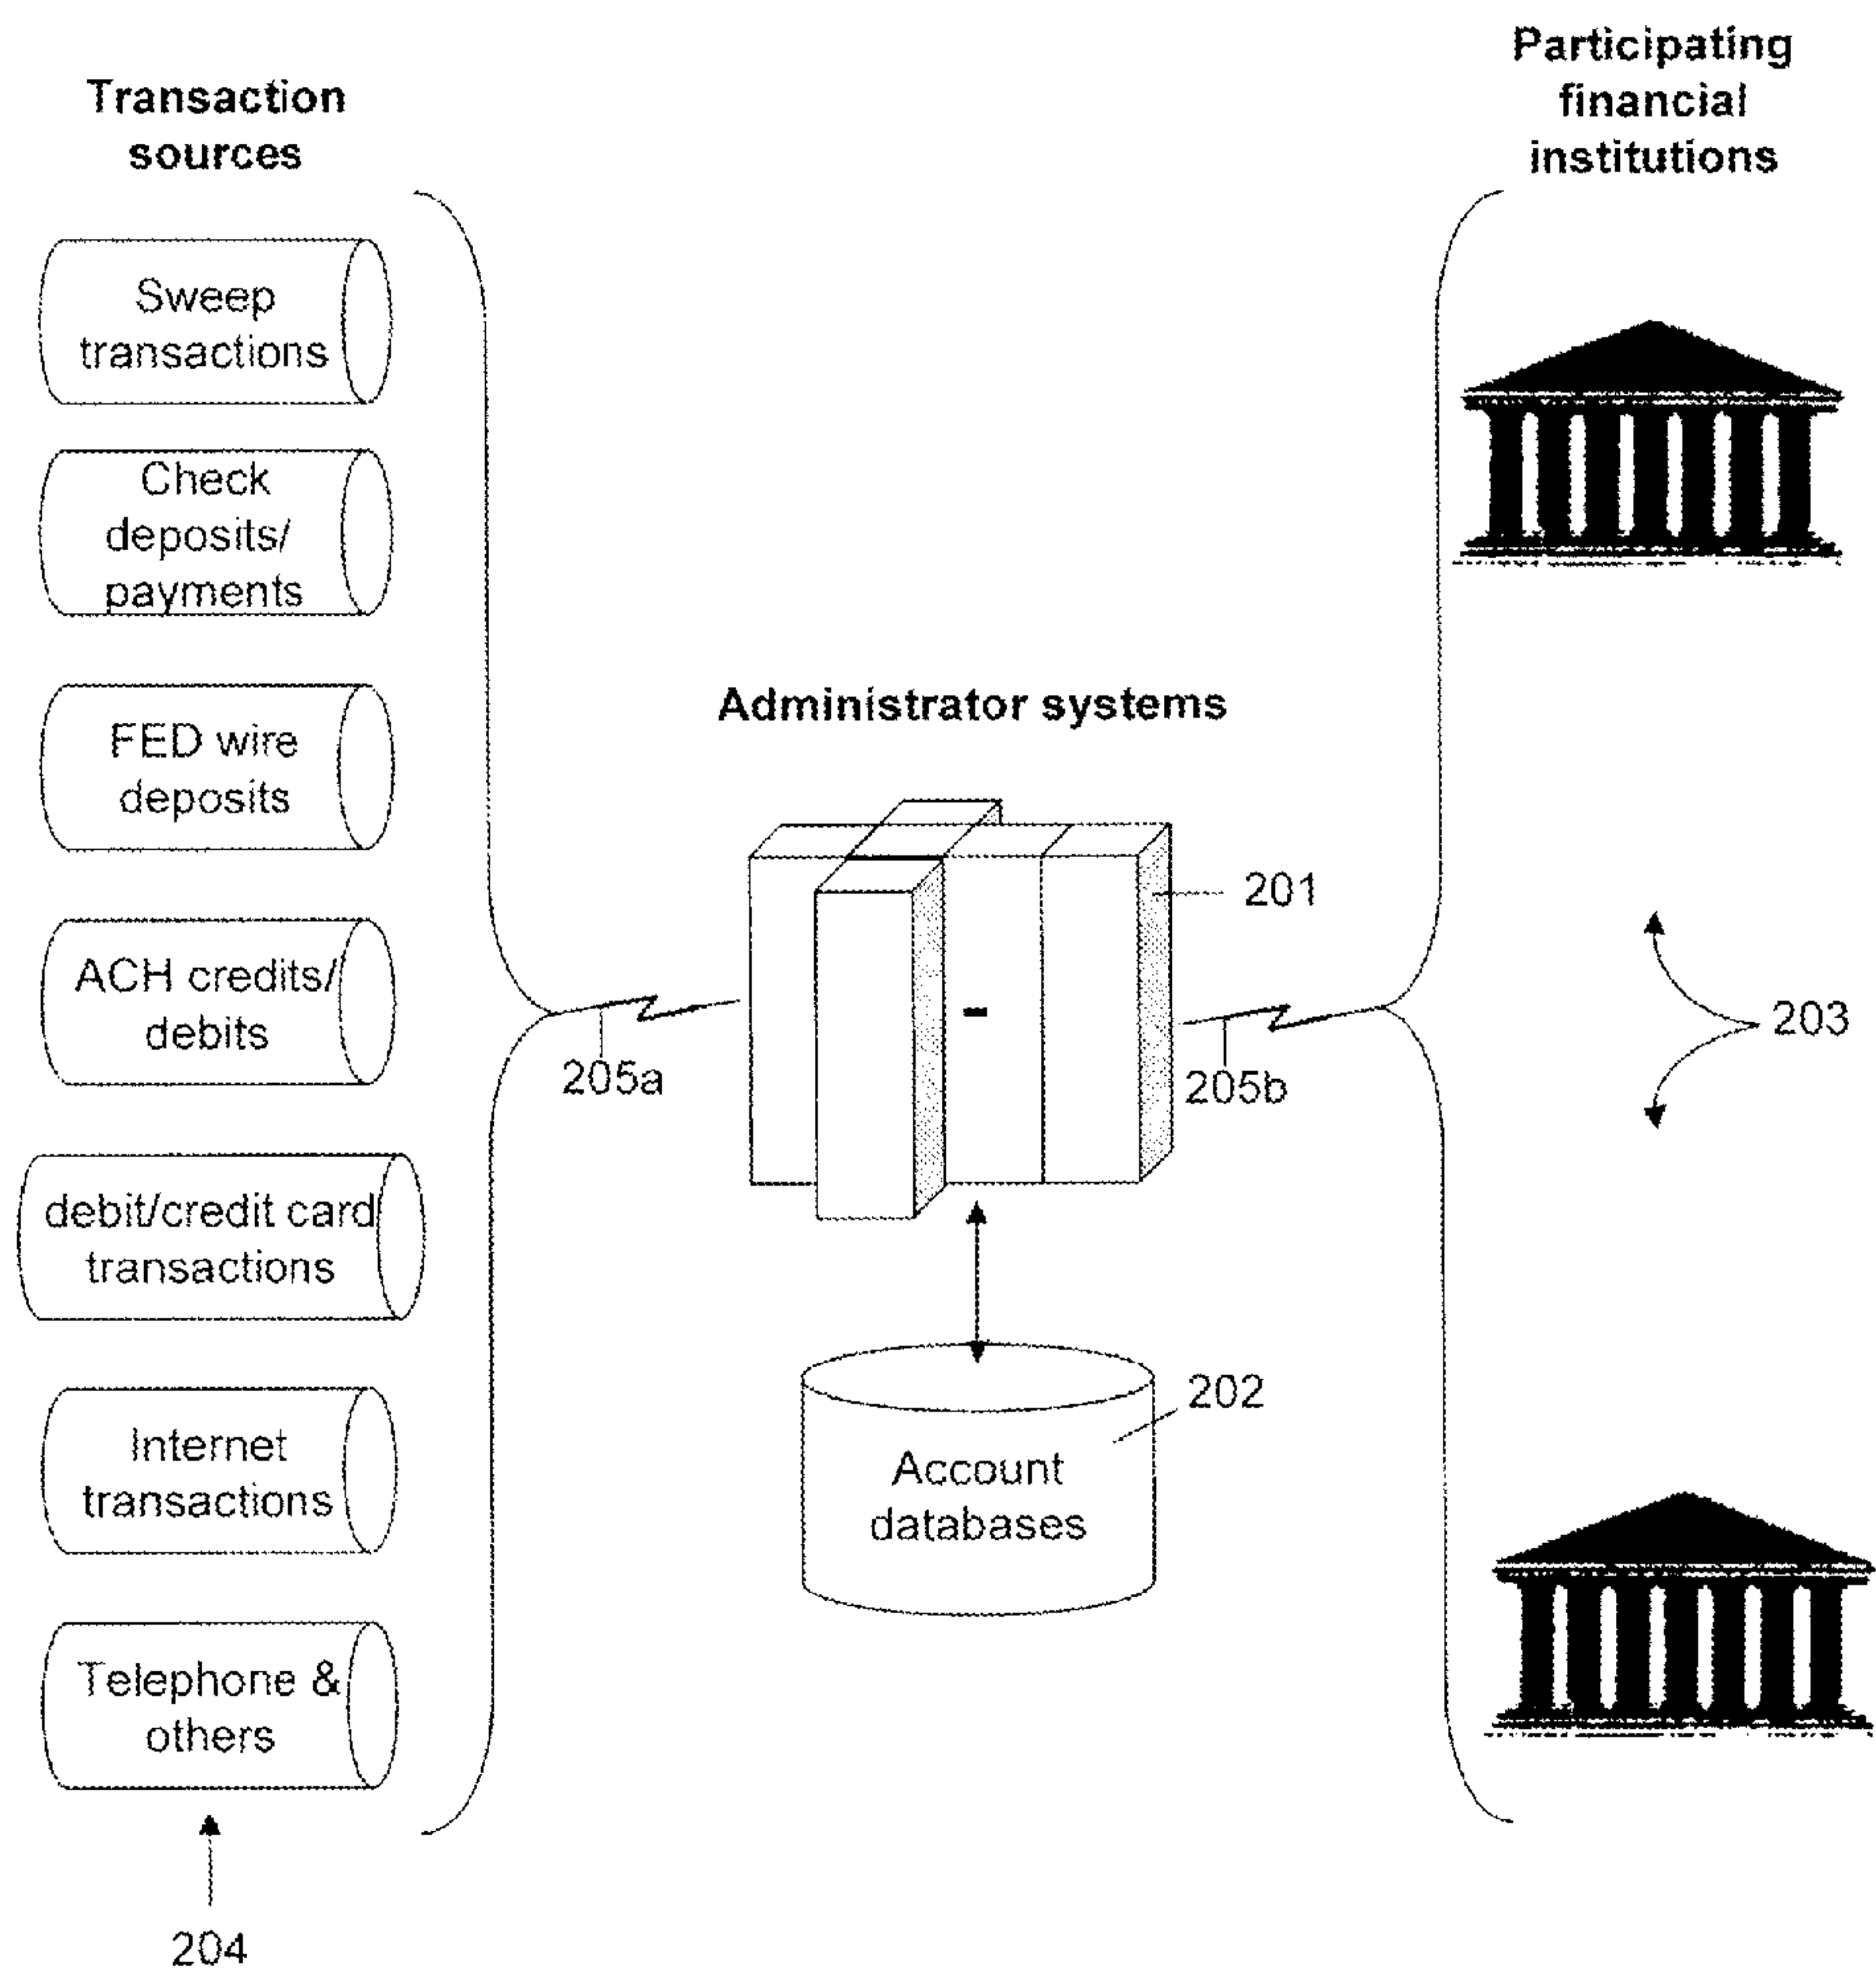 Transaction
sources
Sweep
transactions
Check
deposits/
payments
FED wire
deposits
ACH credits/
debits
debit/credit card
transactions
Internet
transactions
Telephone &
others
204
205a
Administrator systems
201
205b
202
Account
databases
Participating
financial
institutions
203